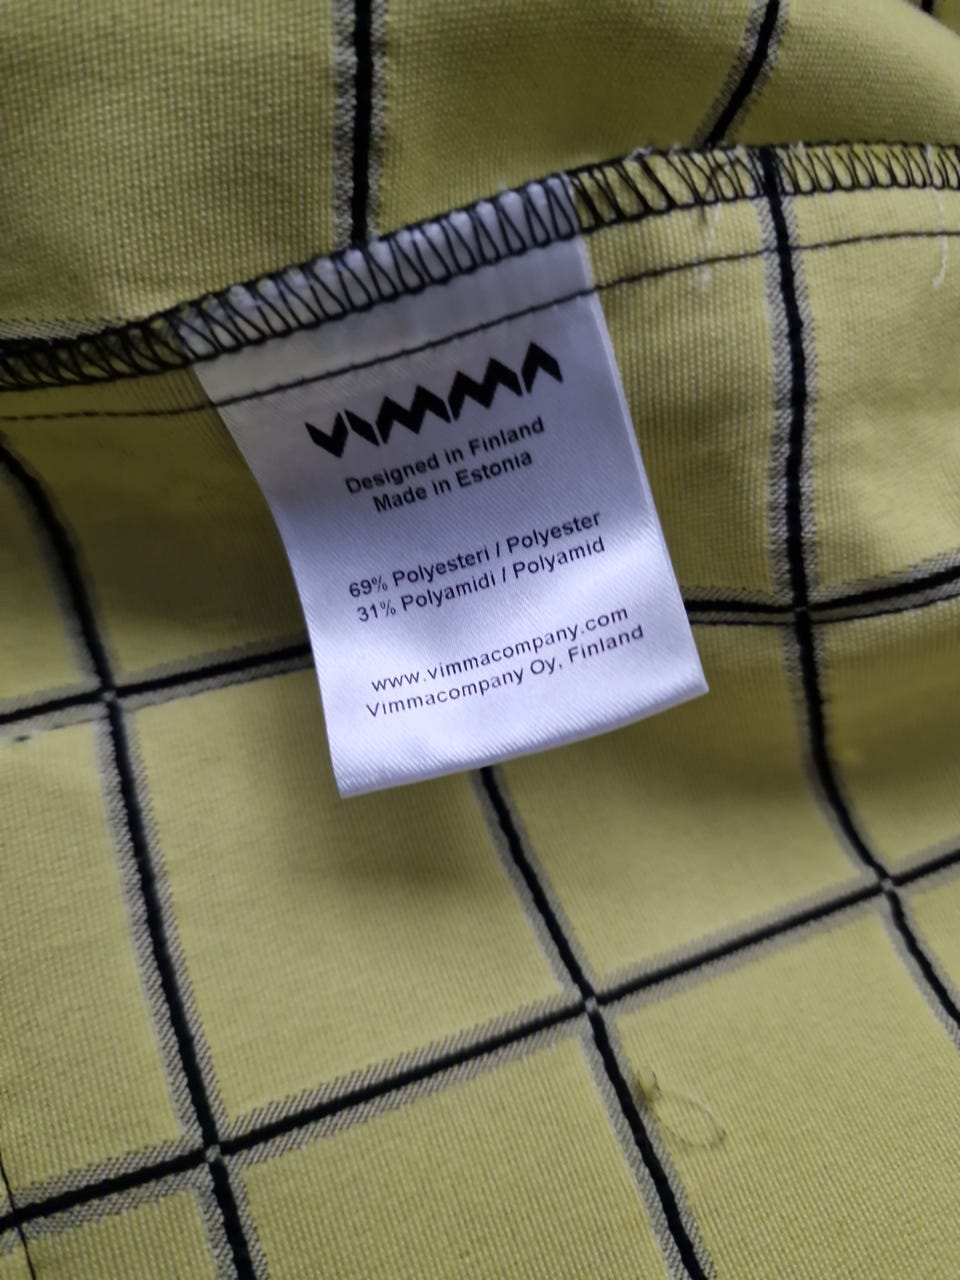 VIMMA
Designed in Finland
Made in Estonia
69% Polyesteri / Polyester
31% Polyamidi / Polyamid
www.vimmacompany.com
Vimmacompany Oy, Finland